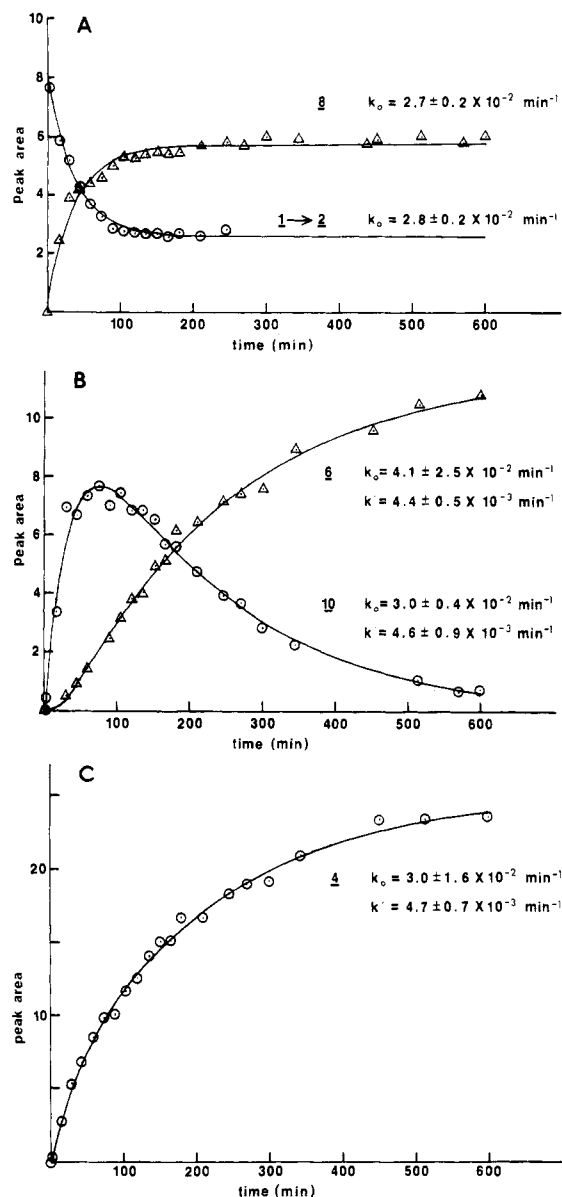 A
10
8
6
4
2
Peak area
8 k₀ = 2.7 ± 0.2 X 10⁻² min⁻¹
1→2 k₀ = 2.8 ± 0.2 X 10⁻² min⁻¹
100 200 300 400 500 600
time (min)
B
10
8
6
4
2
0
Peak area
6 k₀ = 4.1 ± 2.5 X 10⁻² min⁻¹
k' = 4.4 ± 0.5 X 10⁻³ min⁻¹
10 k₀ = 3.0 ± 0.4 X 10⁻² min⁻¹
k' = 4.6 ± 0.9 X 10⁻³ min⁻¹
0 100 200 300 400 500 600
time (min)
C
20
10
0
peak area
4 k₀ = 3.0 ± 1.6 X 10⁻² min⁻¹
k' = 4.7 ± 0.7 X 10⁻³ min⁻¹
0 100 200 300 400 500 600
time (min)